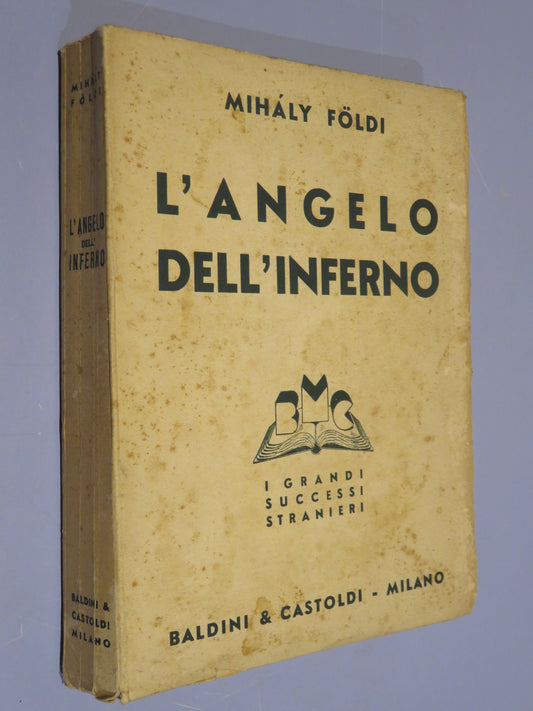 MIHÁLY FÖLDI
L'ANGELO
DELL'INFERNO
BMC
I GRANDI
SUCCESSI
STRANIERI
BALDINI & CASTOLDI - MILANO
MIHÁLY
FÖLDI
L'ANGELO
DELL'
INFERNO
BALDINI &
CASTOLDI
MILANO